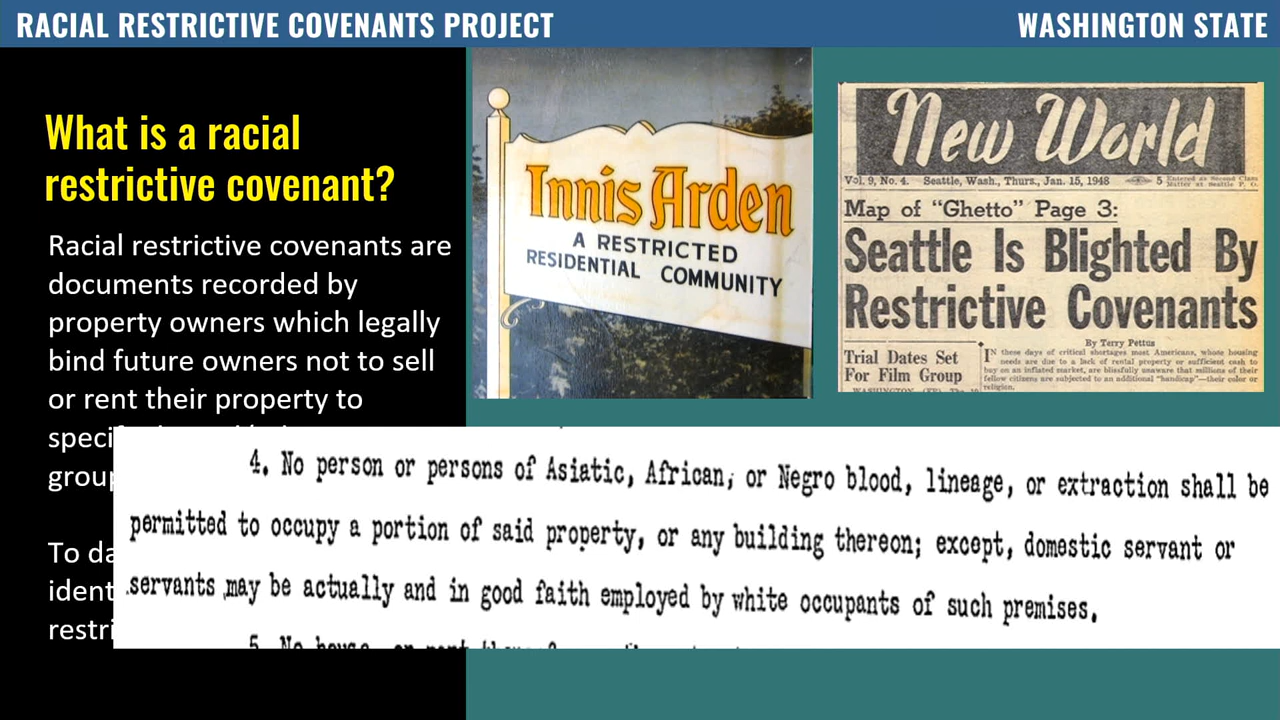 RACIAL RESTRICTIVE COVENANTS PROJECT
WASHINGTON STATE
What is a racial
restrictive covenant?
Racial restrictive covenants are
documents recorded by
property owners which legally
bind future owners not to sell
or rent their property to
To da
ident
restri
Innis Arden
A RESTRICTED
RESIDENTIAL COMMUNITY
New World
Vol. 9, No. 4. Seattle, Wash., Thurs., Jan. 15, 1948 5 Entered as Second Class
Matter at Seattle P. O.
Map of "Ghetto" Page 3:
Seattle Is Blighted By
Restrictive Covenants
By Terry Pettus
Trial Dates Set
For Film Group
IN these days of critical shortages most Americans, whose housing
needs are due to a lack of rental property or sufficient cash to
buy on an inflated market, are blissfully unaware that millions of their
fellow citizens are subjected to an additional "handicap"—their color or
religion.
4. No person or persons of Asiatic, African, or Negro blood, lineage, or extraction shall be
permitted to occupy a portion of said property, or any building thereon; except, domestic servant or
servants may be actually and in good faith employed by white occupants of such premises.
5. No house